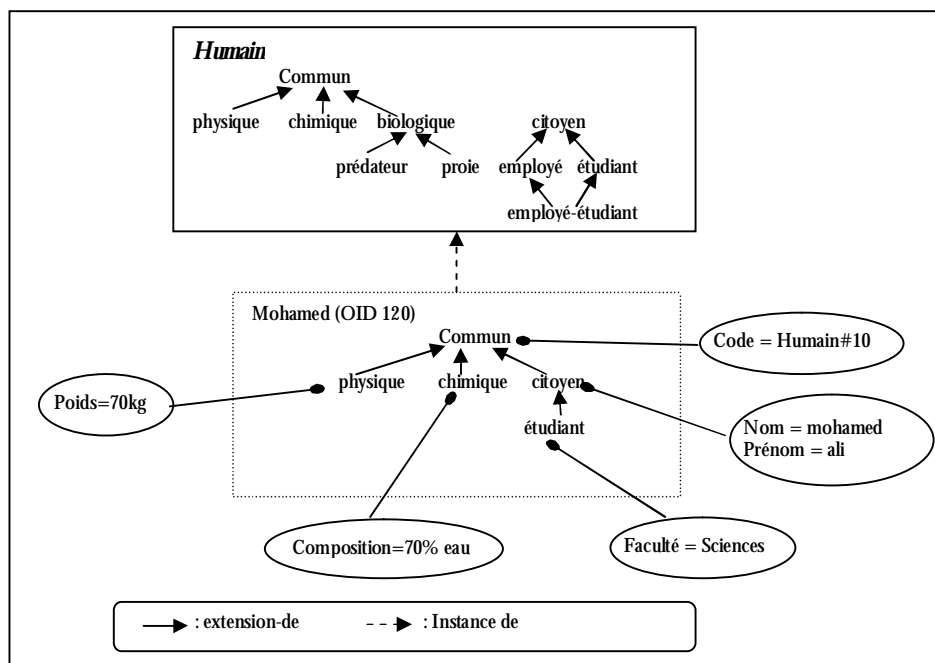 Humain
Commun
physique chimique biologique citoyen
prédateur proie employé étudiant
employé-étudiant
Mohamed (OID 120)
Commun
Code = Humain#10
physique chimique citoyen
Poids=70kg
étudiant
Nom = mohamed
Prénom = ali
Composition=70% eau
Faculté = Sciences
: extension-de : Instance de